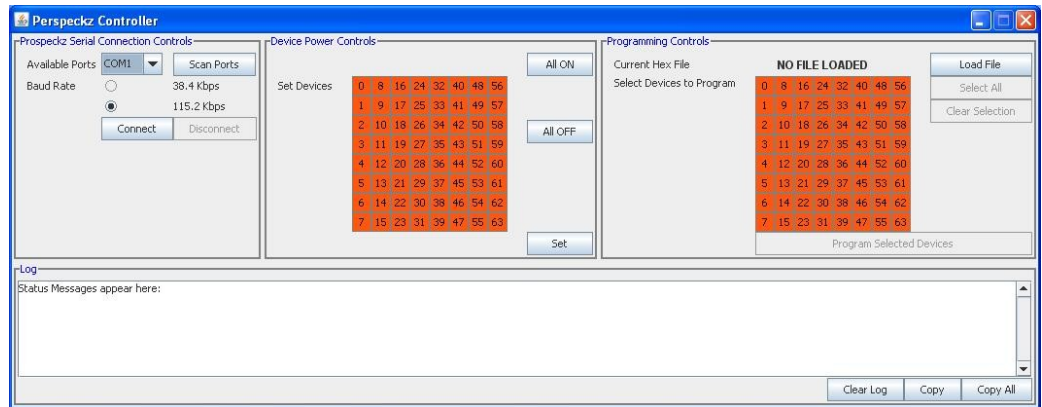 Perspeckz Controller
Prospeckz Serial Connection Controls
Available Ports COM1 Scan Ports
Baud Rate 38.4 Kbps
115.2 Kbps
Connect Disconnect
Device Power Controls
All ON
Set Devices
0 8 16 24 32 40 48 56
1 9 17 25 33 41 49 57
2 10 18 26 34 42 50 58
3 11 19 27 35 43 51 59
4 12 20 28 36 44 52 60
5 13 21 29 37 45 53 61
6 14 22 30 38 46 54 62
7 15 23 31 39 47 55 63
All OFF
Set
Programming Controls
Current Hex File NO FILE LOADED Load File
Select Devices to Program
0 8 16 24 32 40 48 56
1 9 17 25 33 41 49 57
2 10 18 26 34 42 50 58
3 11 19 27 35 43 51 59
4 12 20 28 36 44 52 60
5 13 21 29 37 45 53 61
6 14 22 30 38 46 54 62
7 15 23 31 39 47 55 63
Select All
Clear Selection
Program Selected Devices
Log
Status Messages appear here:
Clear Log Copy Copy All